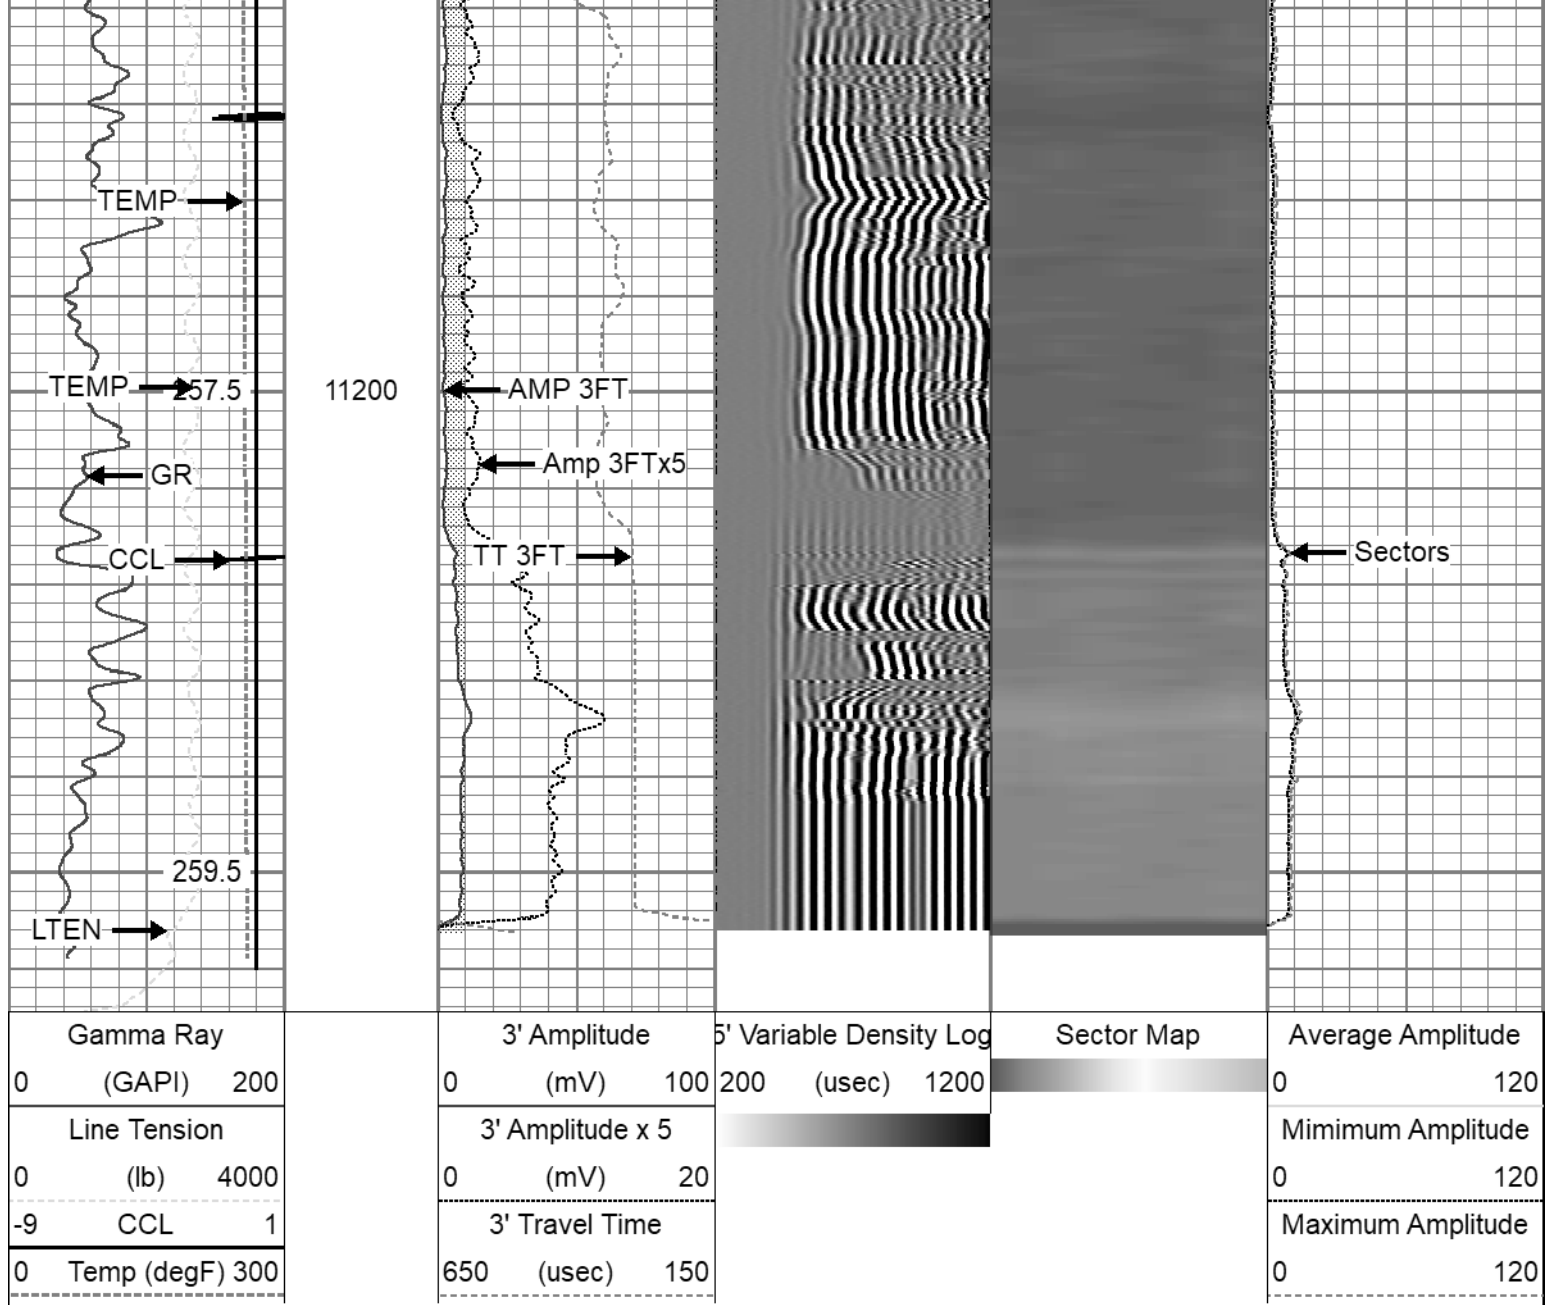 TEMP
TEMP 257.5 11200 AMP 3FT
Amp 3FTx5
GR
TT 3FT Sectors
CCL
259.5
LTEN
Gamma Ray 3' Amplitude 5' Variable Density Log Sector Map Average Amplitude
0 (GAPI) 200 0 (mV) 100 200 (usec) 1200 0 120
Line Tension 3' Amplitude x 5 Mimimum Amplitude
0 (lb) 4000 0 (mV) 20 0 120
-9 CCL 1 3' Travel Time Maximum Amplitude
0 Temp (degF) 300 650 (usec) 150 0 120